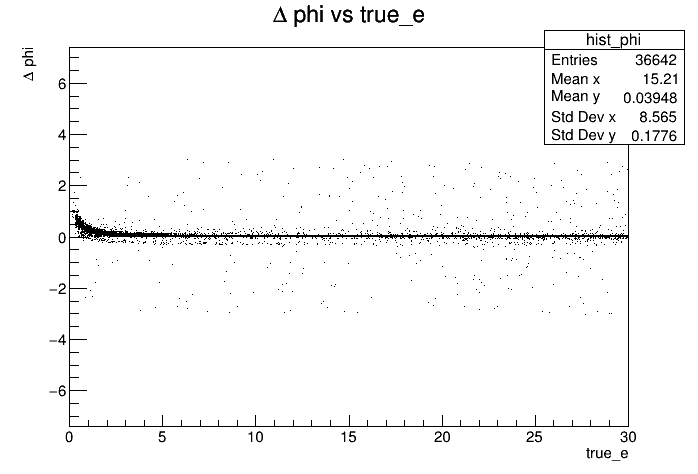 Δ phi vs true_e
hist_phi
Entries 36642
Mean x 15.21
Mean y 0.03948
Std Dev x 8.565
Std Dev y 0.1776
Δ phi
6
4
2
0
−2
−4
−6
0 5 10 15 20 25 30
true_e